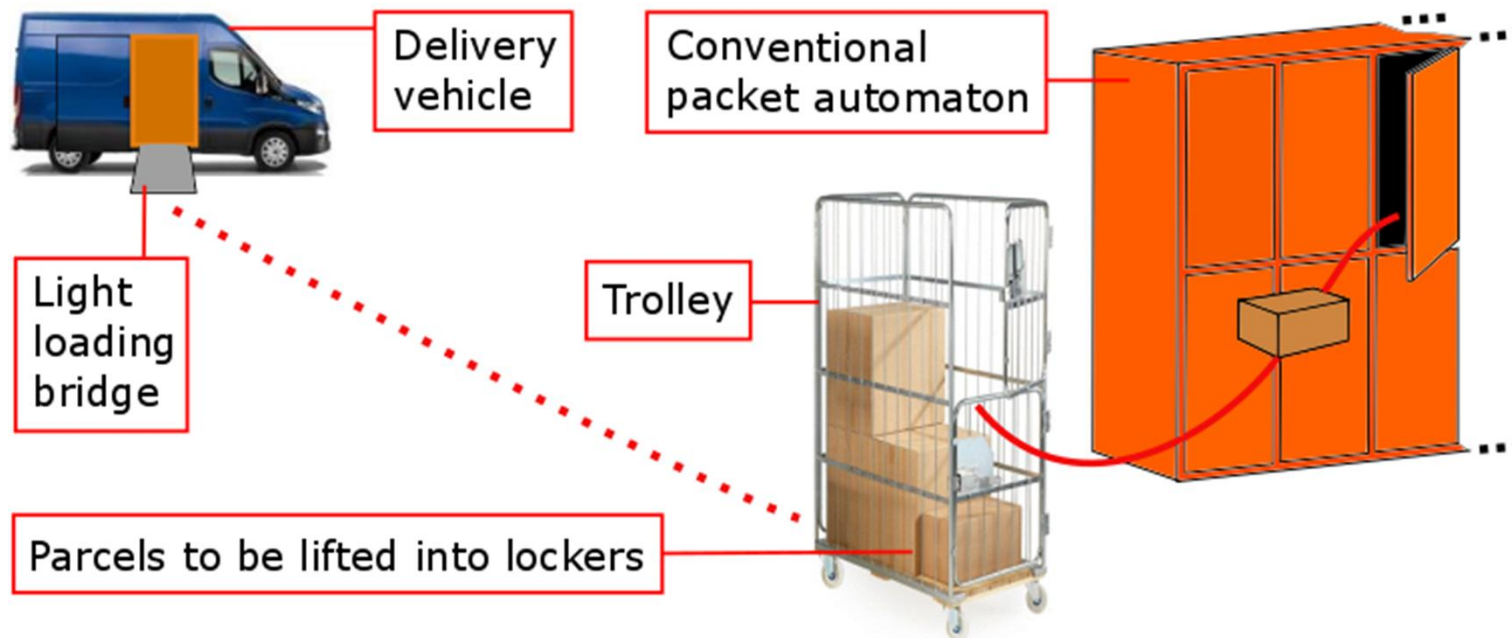 Delivery
vehicle
Conventional
packet automaton
Light
loading
bridge
Trolley
Parcels to be lifted into lockers